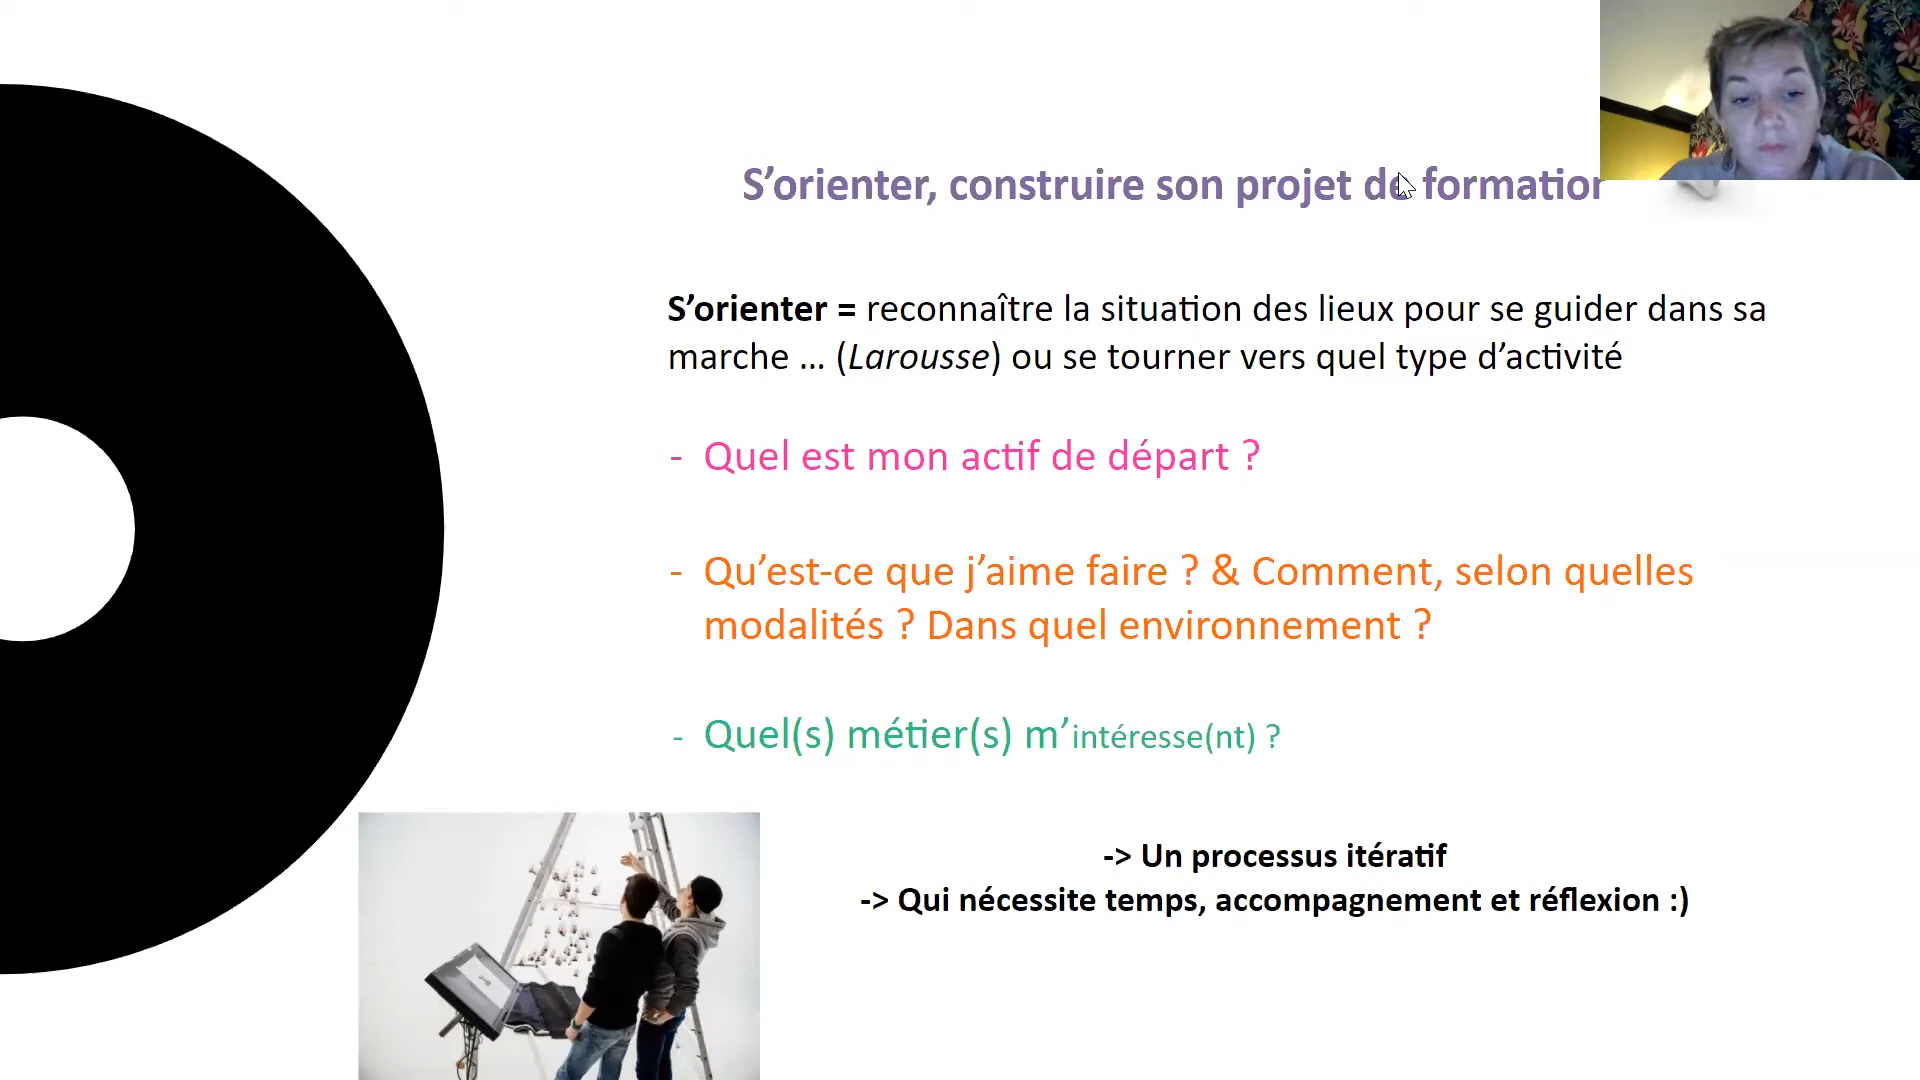 S’orienter, construire son projet de formation
S’orienter = reconnaître la situation des lieux pour se guider dans sa
marche ... (Larousse) ou se tourner vers quel type d’activité
- Quel est mon actif de départ ?
- Qu’est-ce que j’aime faire ? & Comment, selon quelles
modalités ? Dans quel environnement ?
- Quel(s) métier(s) m’intéresse(nt) ?
-> Un processus itératif
-> Qui nécessite temps, accompagnement et réflexion :)